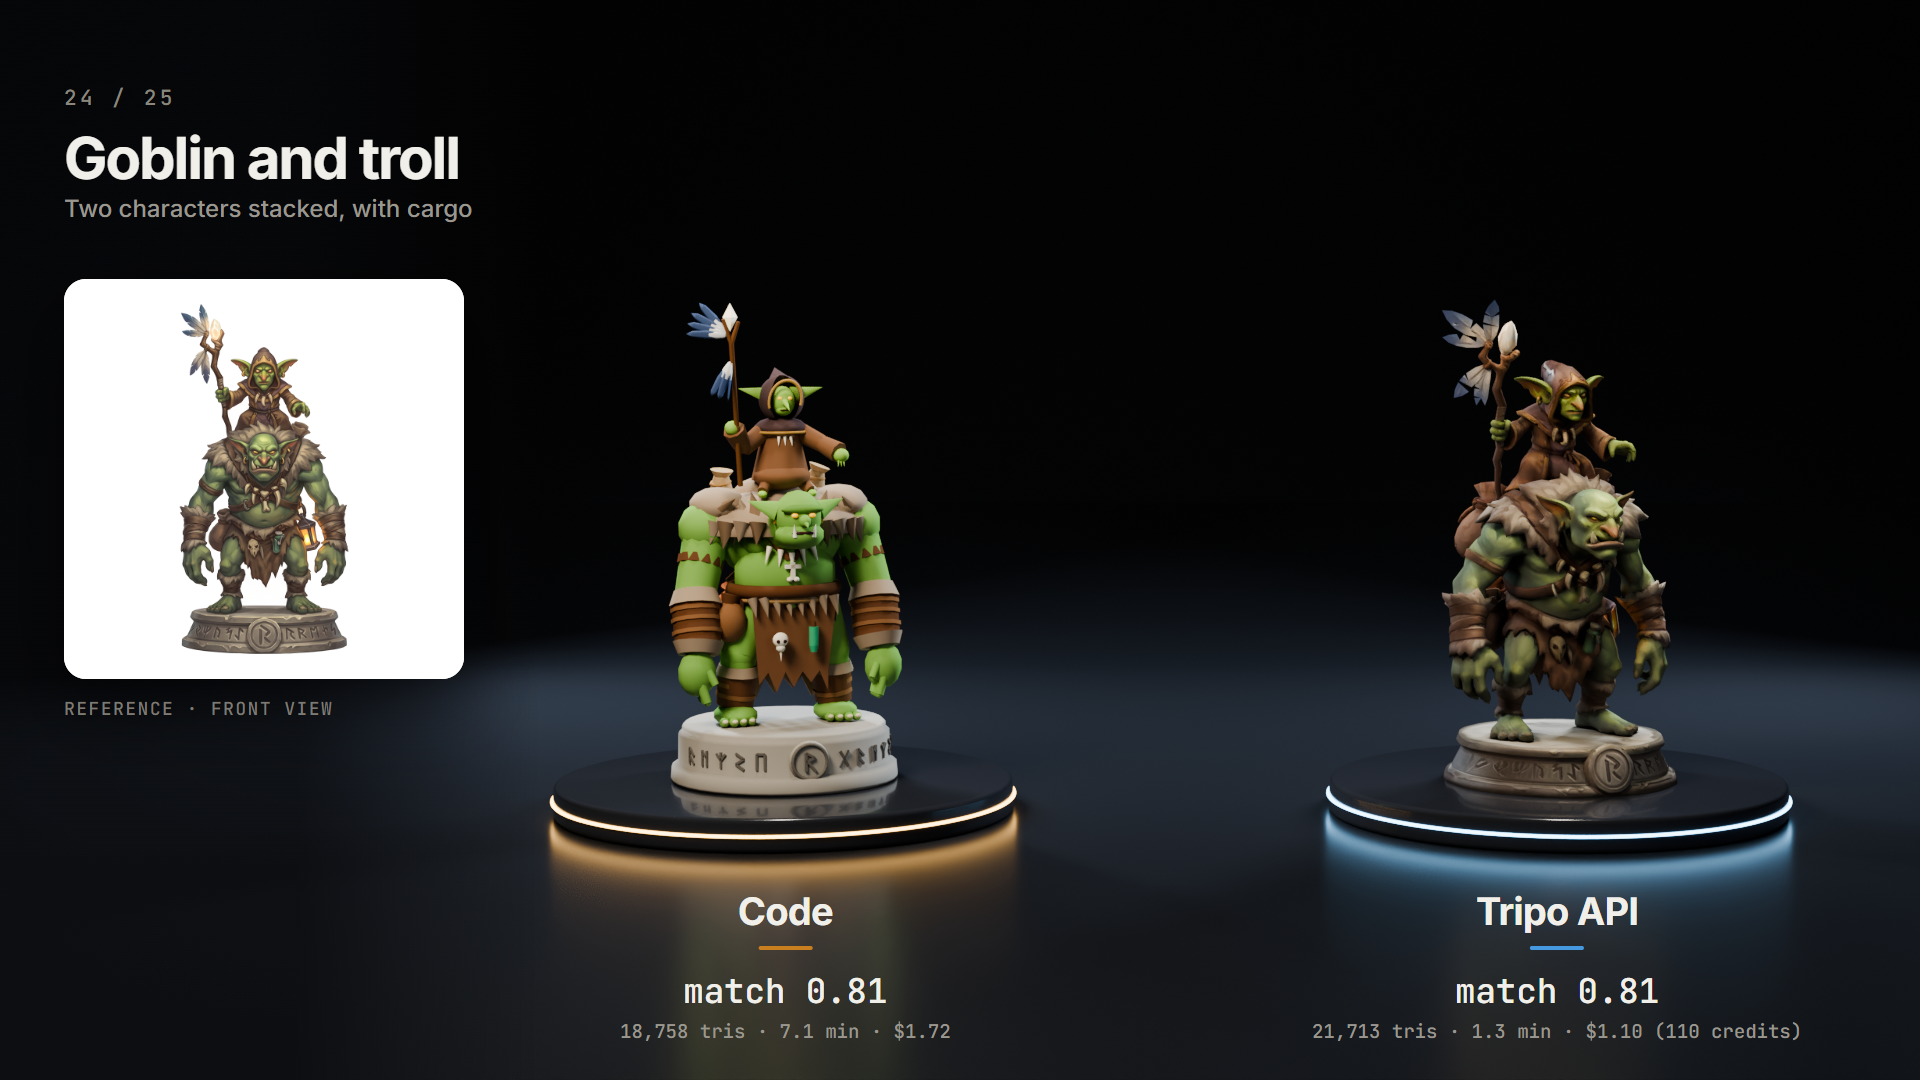 24 / 25
Goblin and troll
Two characters stacked, with cargo
REFERENCE · FRONT VIEW
Code
match 0.81
18,758 tris · 7.1 min · $1.72
Tripo API
match 0.81
21,713 tris · 1.3 min · $1.10 (110 credits)